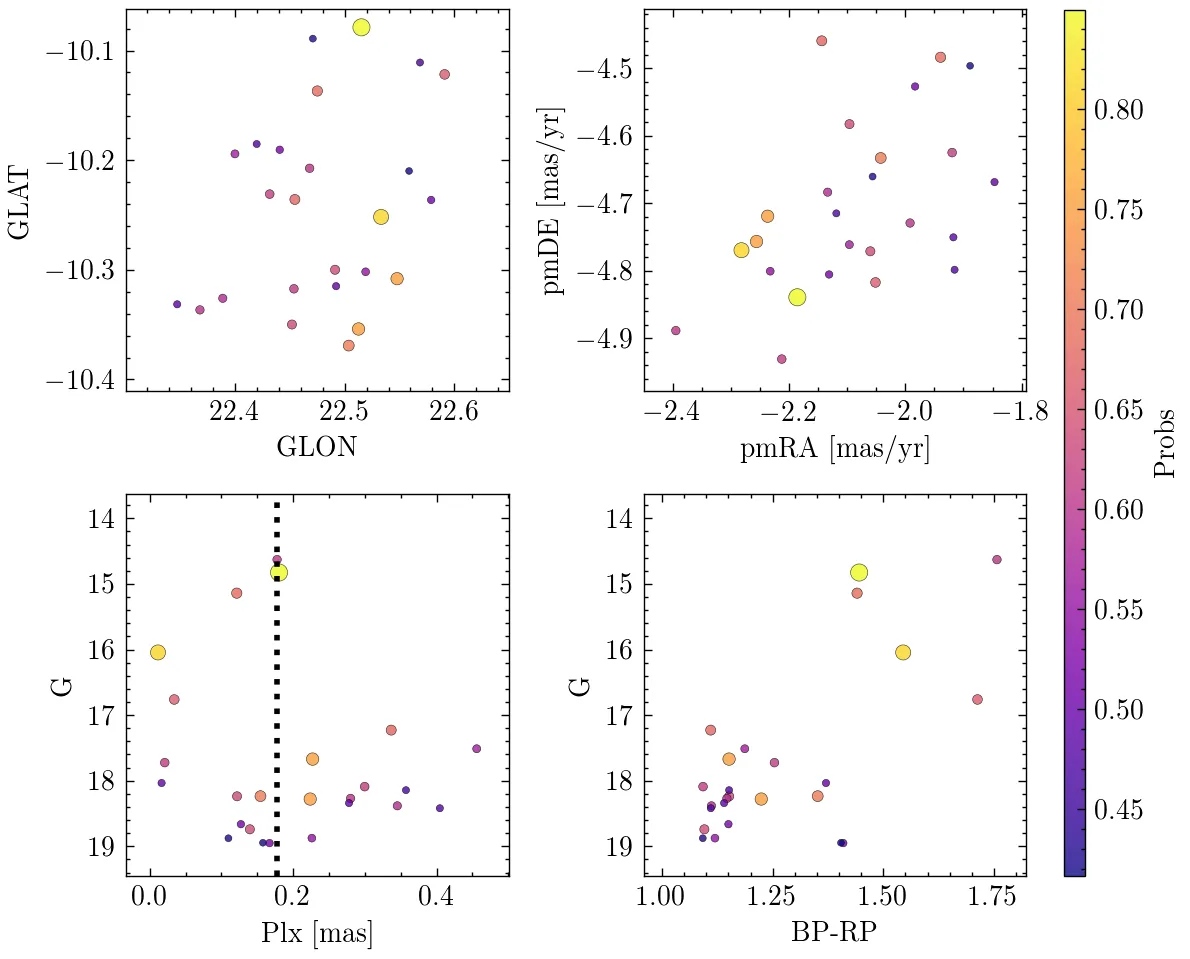 −10.1
−10.2
−10.3
−10.4
GLAT
22.4 22.5 22.6
GLON
−4.5
−4.6
−4.7
−4.8
−4.9
pmDE [mas/yr]
−2.4 −2.2 −2.0 −1.8
pmRA [mas/yr]
14
15
16
17
18
19
G
0.0 0.2 0.4
Plx [mas]
14
15
16
17
18
19
G
1.00 1.25 1.50 1.75
BP-RP
0.80
0.75
0.70
0.65
0.60
0.55
0.50
0.45
Probs